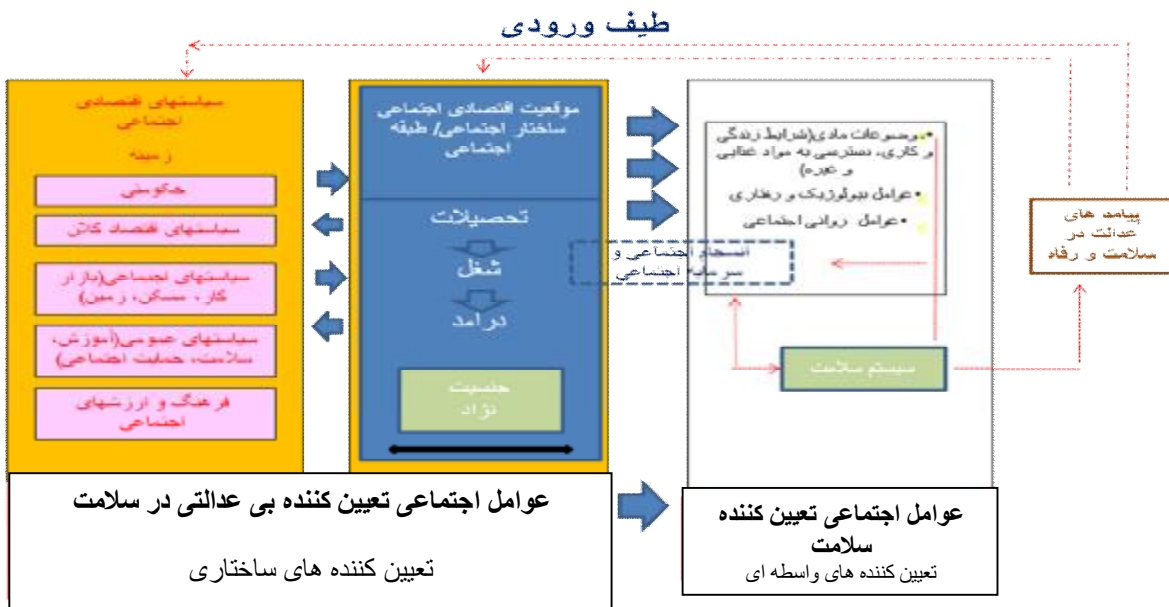 طیف ورودی
سیاستهای اقتصادی
اجتماعی
زمینه
حکومتی
سیاستهای اقتصاد کلان
سیاستهای اجتماعی(بازار
کار، مسکن، زمین)
سیاستهای عمومی(آموزش،
سلامت، حمایت اجتماعی)
فرهنگ و ارزشهای
اجتماعی
موقعیت اقتصادی اجتماعی
ساختار اجتماعی/ طبقه
اجتماعی
تحصیلات
شغل
درامد
جنسیت
نژاد
•موضوعات مادی(شرایط زندگی
و کاری، دسترسی به مواد غذایی
و غیره)
•عوامل بیولوژیک و رفتاری
•عوامل روانی اجتماعی
انسجام اجتماعی و
سرمایه اجتماعی
سیستم سلامت
پیامد های
عدالت در
سلامت و رفاه
عوامل اجتماعی تعیین کننده بی عدالتی در سلامت
تعیین کننده های ساختاری
عوامل اجتماعی تعیین کننده
سلامت
تعیین کننده های واسطه ای